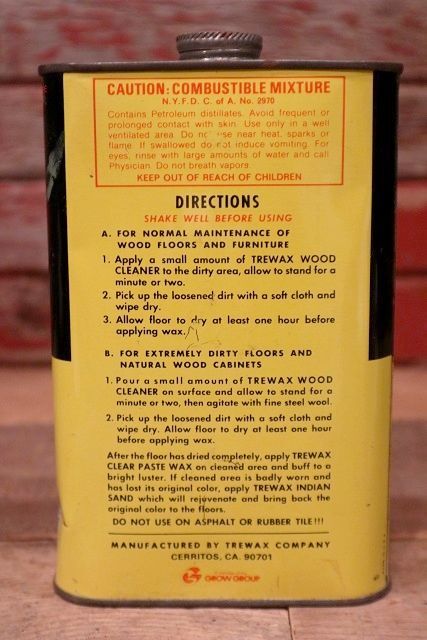 CAUTION: COMBUSTIBLE MIXTURE
N.Y.F.D. C. of A. No. 2970
Contains Petroleum distillates. Avoid frequent or
prolonged contact with skin. Use only in a well
ventilated area. Do not use near heat, sparks or
flame. If swallowed do not induce vomiting. For
eyes, rinse with large amounts of water and call
Physician. Do not breath vapors.
KEEP OUT OF REACH OF CHILDREN
DIRECTIONS
SHAKE WELL BEFORE USING
A. FOR NORMAL MAINTENANCE OF
WOOD FLOORS AND FURNITURE
1. Apply a small amount of TREWAX WOOD
CLEANER to the dirty area, allow to stand for a
minute or two.
2. Pick up the loosened dirt with a soft cloth and
wipe dry.
3. Allow floor to dry at least one hour before
applying wax.
B. FOR EXTREMELY DIRTY FLOORS AND
NATURAL WOOD CABINETS
1. Pour a small amount of TREWAX WOOD
CLEANER on surface and allow to stand for a
minute or two, then agitate with fine steel wool.
2. Pick up the loosened dirt with a soft cloth and
wipe dry. Allow floor to dry at least one hour
before applying wax.
After the floor has dried completely, apply TREWAX
CLEAR PASTE WAX on cleaned area and buff to a
bright luster. If cleaned area is badly worn and
has lost its original color, apply TREWAX INDIAN
SAND which will rejuvenate and bring back the
original color to the floors.
DO NOT USE ON ASPHALT OR RUBBER TILE!!!
MANUFACTURED BY TREWAX COMPANY
CERRITOS, CA. 90701
GROW GROUP